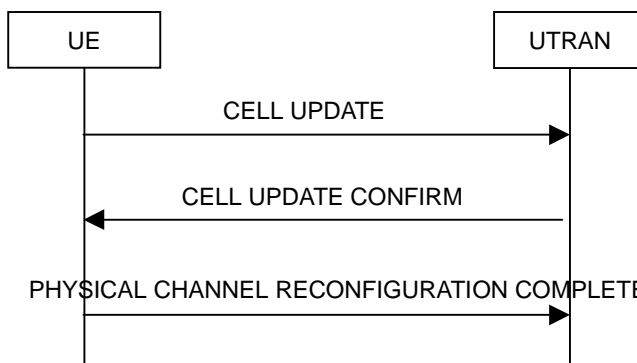 UE
UTRAN
CELL UPDATE
CELL UPDATE CONFIRM
PHYSICAL CHANNEL RECONFIGURATION COMPLETE